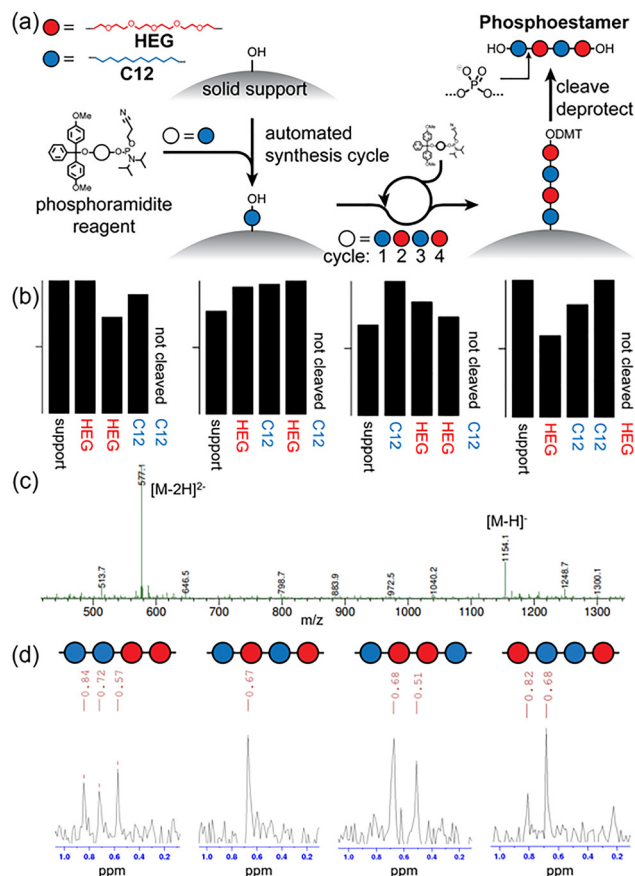 (a)
=
HEG
=
C12
OH
solid support
phosphoramidite
reagent
OMe
OMe
O
O
P
N
N
=
automated
synthesis cycle
OH
=
cycle: 1 2 3 4
Phosphoestamer
HO
OH
O
O
P
O
O
cleave
deprotect
ODMT
(b)
support
HEG
HEG
C12
not cleaved
C12
support
HEG
C12
HEG
not cleaved
C12
support
C12
HEG
HEG
not cleaved
C12
support
HEG
C12
C12
not cleaved
HEG
(c)
[M-2H]2-
577.1
[M-H]-
1154.1
513.7
646.5
798.7
883.9
972.5
1040.2
1248.7
1300.1
500 600 700 800 900 1000 1100 1200 1300
m/z
(d)
0.84
0.72
0.57
0.67
0.68
0.51
0.82
0.68
1.0 0.8 0.6 0.4 0.2
ppm
1.0 0.8 0.6 0.4 0.2
ppm
1.0 0.8 0.6 0.4 0.2
ppm
1.0 0.8 0.6 0.4 0.2
ppm